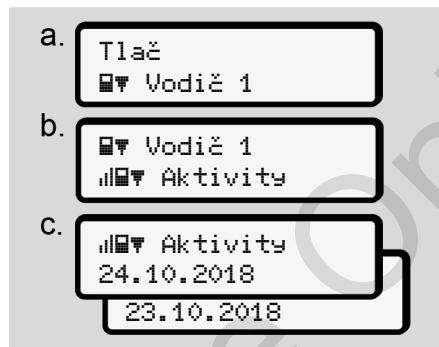 a.
Tlač
Vodič 1
b.
Vodič 1
Aktivity
c.
Aktivity
24.10.2018
23.10.2018